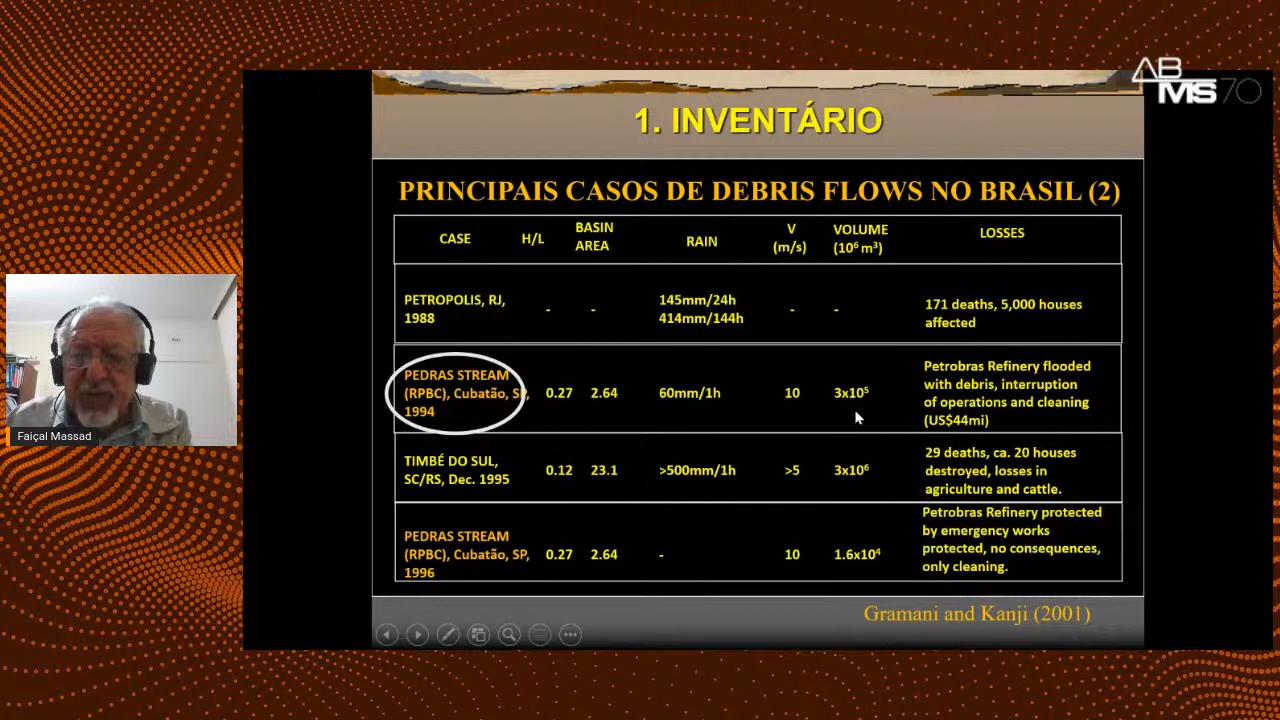 AB
MS70
1. INVENTÁRIO
PRINCIPAIS CASOS DE DEBRIS FLOWS NO BRASIL (2)
CASE H/L BASIN AREA RAIN V (m/s) VOLUME (10⁶ m³) LOSSES
PETROPOLIS, RJ, 1988 - - 145mm/24h 414mm/144h - - 171 deaths, 5,000 houses affected
PEDRAS STREAM (RPBC), Cubatão, SP, 1994 0.27 2.64 60mm/1h 10 3x10⁵ Petrobras Refinery flooded with debris, interruption of operations and cleaning (US$44mi)
TIMBÉ DO SUL, SC/RS, Dec. 1995 0.12 23.1 >500mm/1h >5 3x10⁶ 29 deaths, ca. 20 houses destroyed, losses in agriculture and cattle.
PEDRAS STREAM (RPBC), Cubatão, SP, 1996 0.27 2.64 - 10 1.6x10⁴ Petrobras Refinery protected by emergency works protected, no consequences, only cleaning.
Gramani and Kanji (2001)
Faiçal Massad